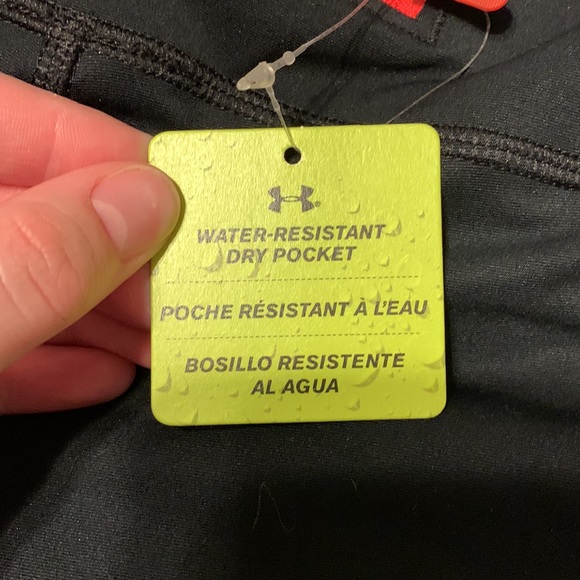 WATER-RESISTANT
DRY POCKET
POCHE RÉSISTANT À L'EAU
BOSILLO RESISTENTE
AL AGUA